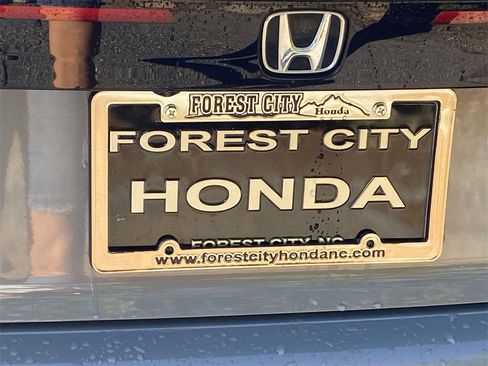 FOREST CITY
Honda
FOREST CITY
HONDA
FOREST CITY, NC
www.forestcityhondanc.com